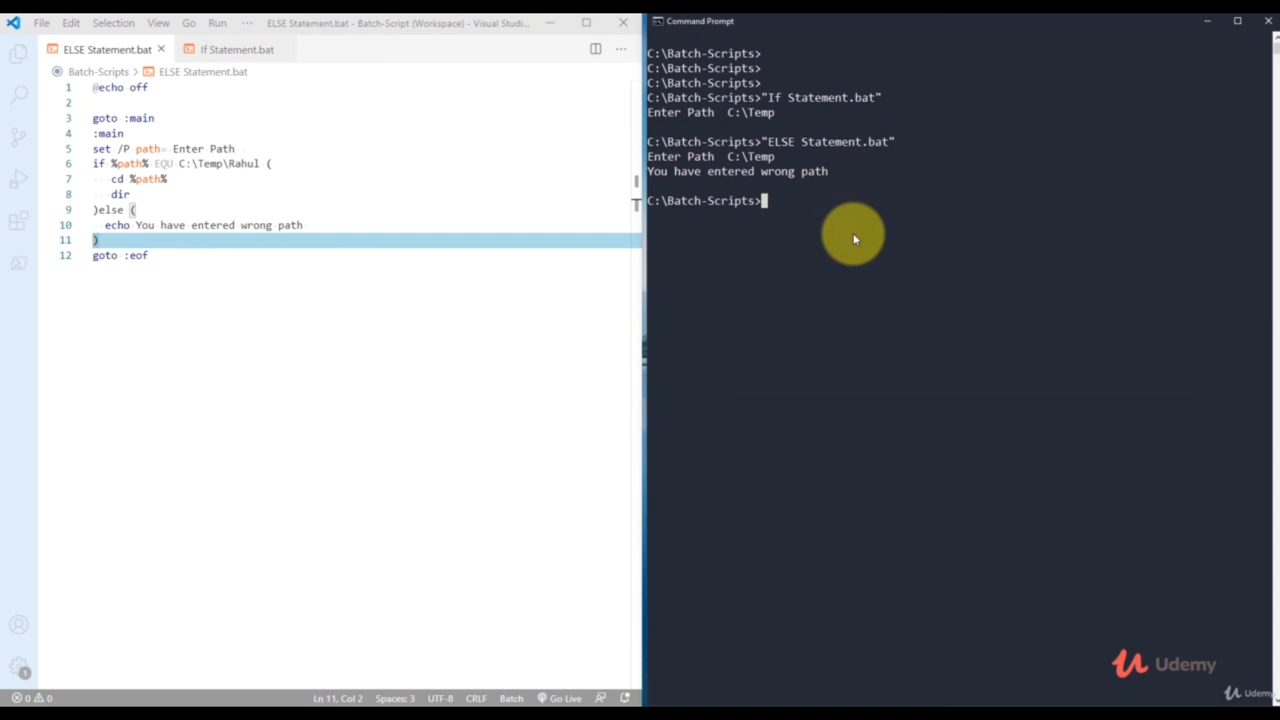 File Edit Selection View Go Run ··· ELSE Statement.bat - Batch-Script (Workspace) - Visual Studi...
ELSE Statement.bat If Statement.bat
Batch-Scripts > ELSE Statement.bat
1 @echo off
2
3 goto :main
4 :main
5 set /P path= Enter Path
6 if %path% EQU C:\Temp\Rahul (
7 cd %path%
8 dir
9 )else (
10 echo You have entered wrong path
11 )
12 goto :eof
1
0 0 Ln 11, Col 2 Spaces: 3 UTF-8 CRLF Batch Go Live
Command Prompt
C:\Batch-Scripts>
C:\Batch-Scripts>
C:\Batch-Scripts>
C:\Batch-Scripts>"If Statement.bat"
Enter Path C:\Temp
C:\Batch-Scripts>"ELSE Statement.bat"
Enter Path C:\Temp
You have entered wrong path
C:\Batch-Scripts>
Udemy
Udemy